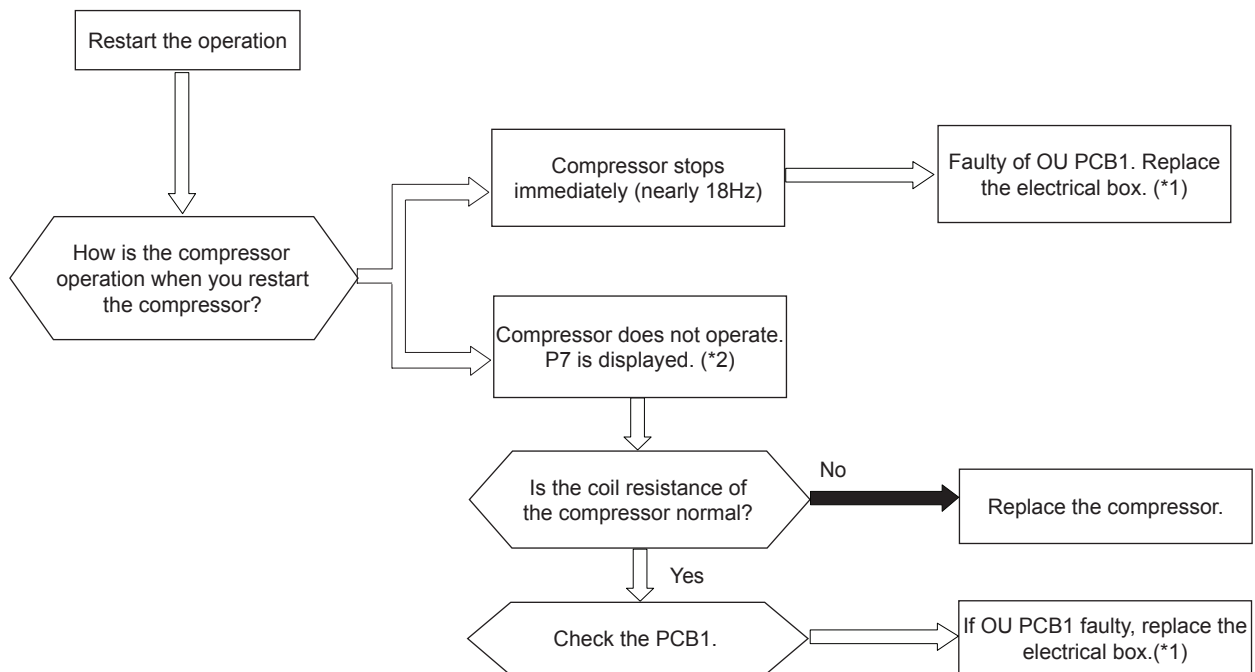 Restart the operation
How is the compressor
operation when you restart
the compressor?
Compressor stops
immediately (nearly 18Hz)
Faulty of OU PCB1. Replace
the electrical box. (*1)
Compressor does not operate.
P7 is displayed. (*2)
Is the coil resistance of
the compressor normal?
No
Replace the compressor.
Yes
Check the PCB1.
If OU PCB1 faulty, replace the
electrical box.(*1)